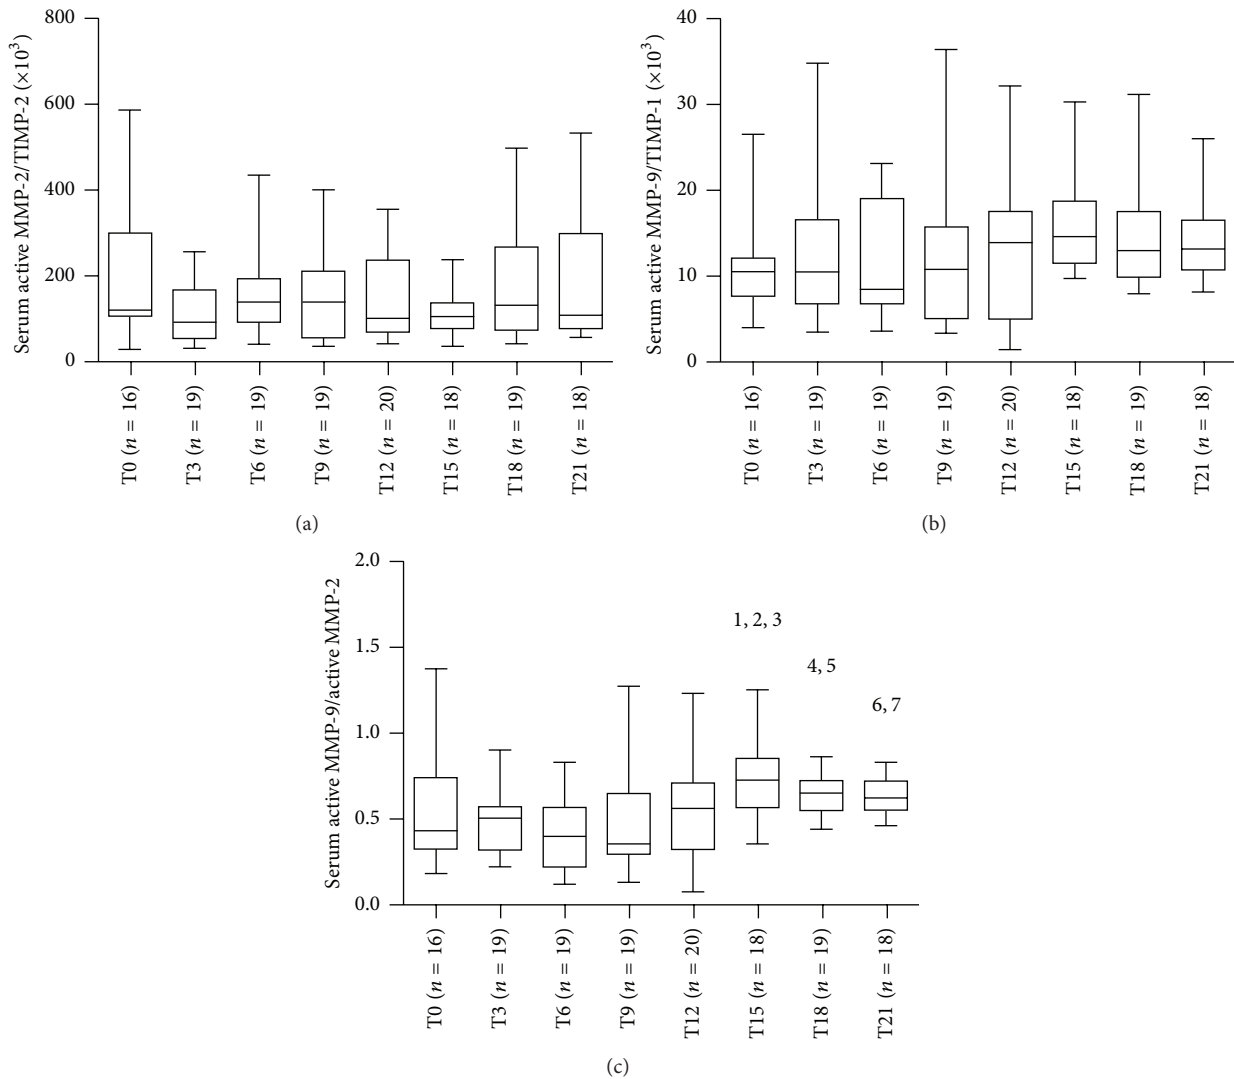 Serum active MMP-2/TIMP-2 (×10³)
800
600
400
200
0
T0 (n = 16)
T3 (n = 19)
T6 (n = 19)
T9 (n = 19)
T12 (n = 20)
T15 (n = 18)
T18 (n = 19)
T21 (n = 18)
(a)
Serum active MMP-9/TIMP-1 (×10³)
40
30
20
10
0
T0 (n = 16)
T3 (n = 19)
T6 (n = 19)
T9 (n = 19)
T12 (n = 20)
T15 (n = 18)
T18 (n = 19)
T21 (n = 18)
(b)
Serum active MMP-9/active MMP-2
2.0
1.5
1.0
0.5
0.0
1, 2, 3
4, 5
6, 7
T0 (n = 16)
T3 (n = 19)
T6 (n = 19)
T9 (n = 19)
T12 (n = 20)
T15 (n = 18)
T18 (n = 19)
T21 (n = 18)
(c)